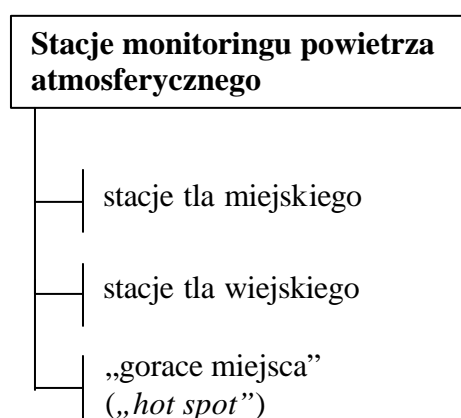 Stacje monitoringu powietrza
atmosferycznego
stacje tla miejskiego
stacje tla wiejskiego
„gorace miejsca”
(„hot spot”)